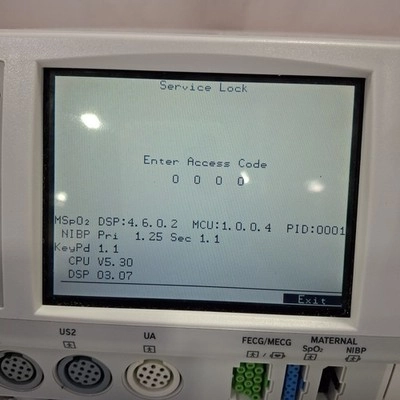 Service Lock
Enter Access Code
0 0 0 0
MSpO₂ DSP:4.6.0.2 MCU:1.0.0.4 PID:0001
NIBP Pri 1.25 Sec 1.1
KeyPd 1.1
CPU V5.30
DSP 03.07
Exit
US2 UA FECG/MECG MATERNAL
SpO₂ NIBP